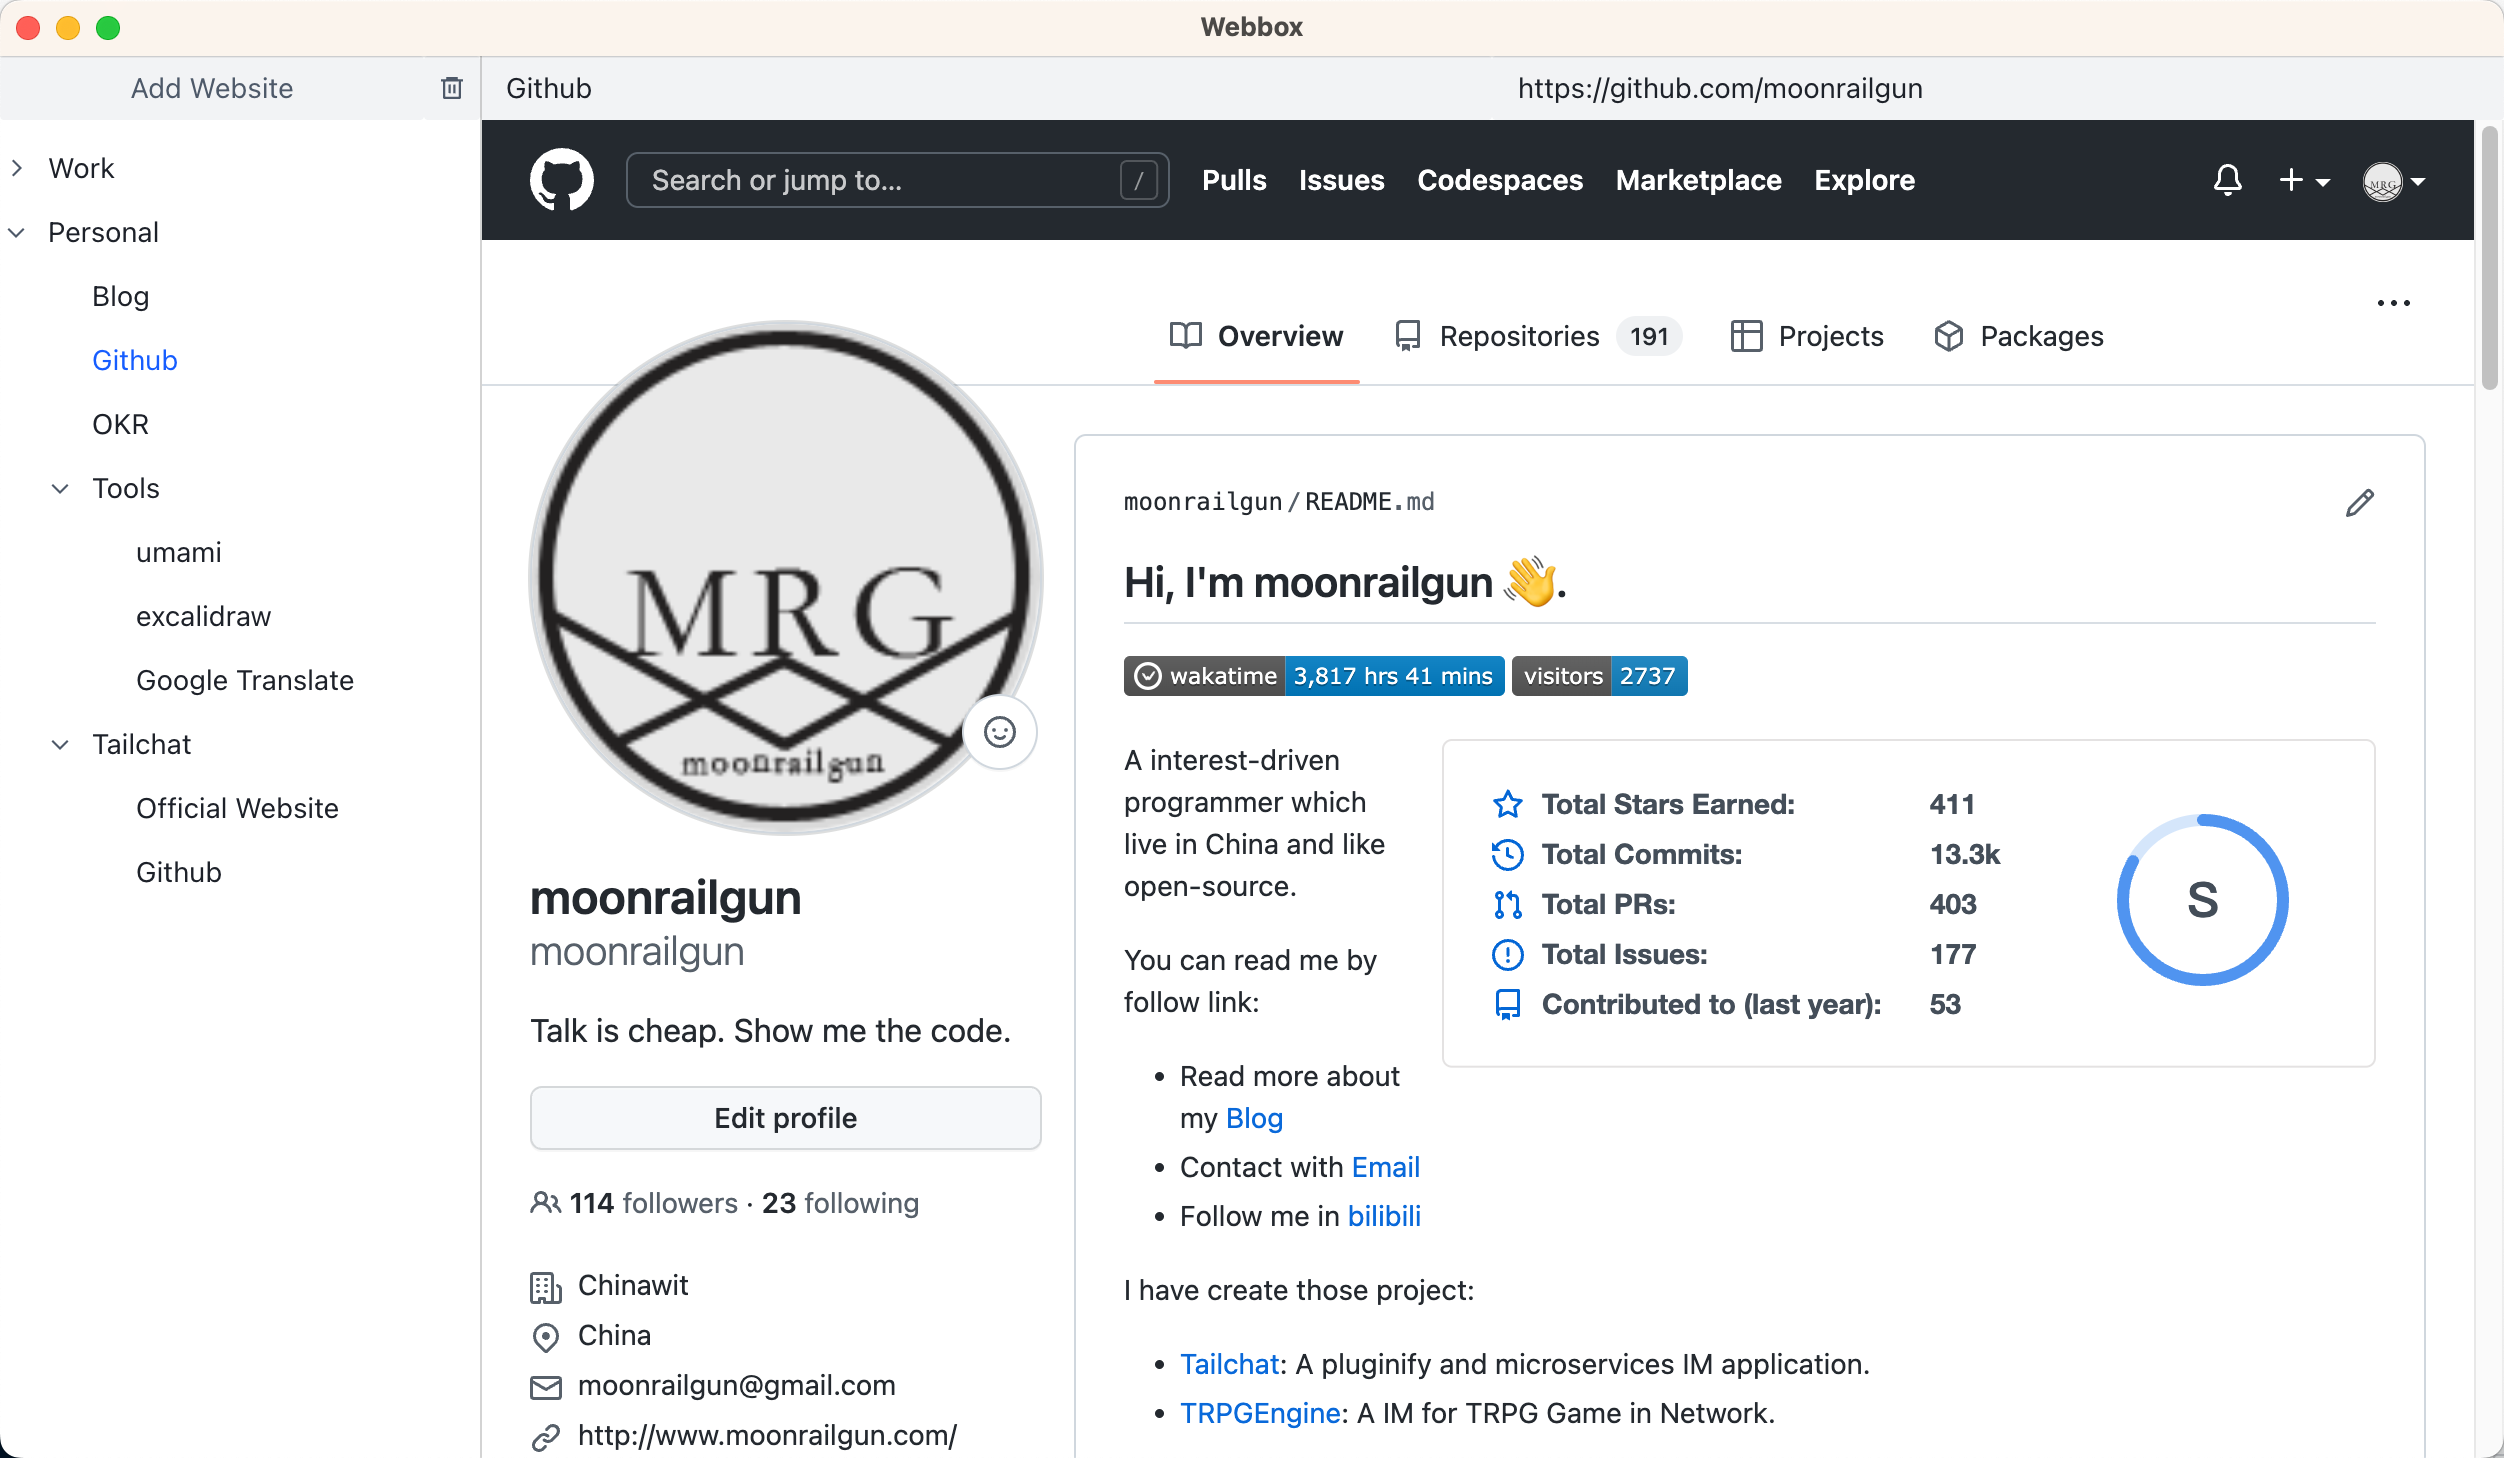 Webbox
Add Website
Github
https://github.com/moonrailgun
Work
Personal
Blog
Github
OKR
Tools
umami
excalidraw
Google Translate
Tailchat
Official Website
Github
Search or jump to...
/
Pulls
Issues
Codespaces
Marketplace
Explore
MRG
Overview
Repositories 191
Projects
Packages
MRG
moonrailgun
moonrailgun
moonrailgun
Talk is cheap. Show me the code.
Edit profile
114 followers · 23 following
Chinawit
China
moonrailgun@gmail.com
http://www.moonrailgun.com/
moonrailgun/README.md
Hi, I'm moonrailgun 👋.
wakatime 3,817 hrs 41 mins
visitors 2737
A interest-driven
programmer which
live in China and like
open-source.
You can read me by
follow link:
• Read more about
my Blog
• Contact with Email
• Follow me in bilibili
Total Stars Earned: 411
Total Commits: 13.3k
Total PRs: 403
Total Issues: 177
Contributed to (last year): 53
S
I have create those project:
• Tailchat: A pluginify and microservices IM application.
• TRPGEngine: A IM for TRPG Game in Network.